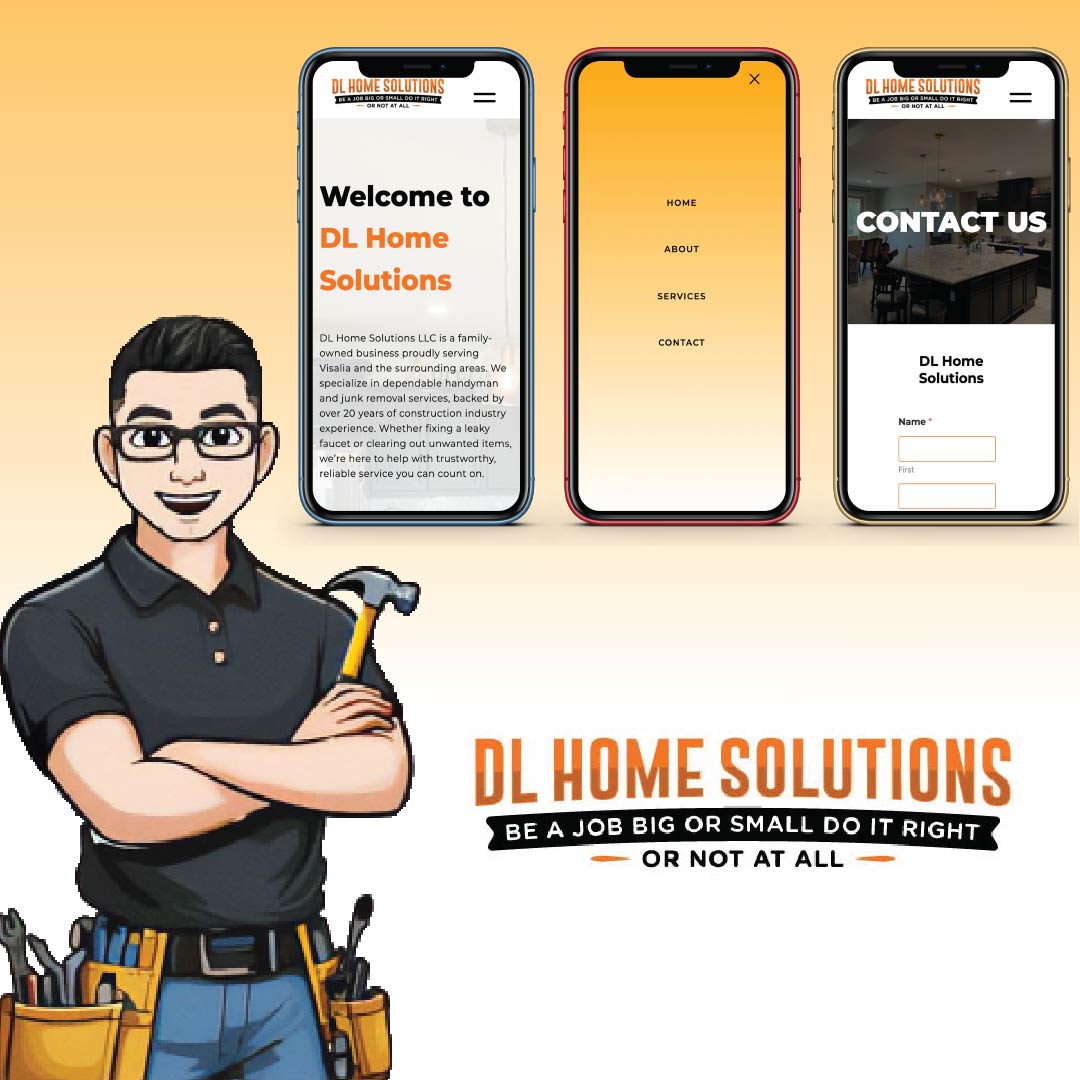 DL HOME SOLUTIONS
BE A JOB BIG OR SMALL DO IT RIGHT
OR NOT AT ALL
Welcome to
DL Home
Solutions
DL Home Solutions LLC is a family-
owned business proudly serving
Visalia and the surrounding areas. We
specialize in dependable handyman
and junk removal services, backed by
over 20 years of construction industry
experience. Whether fixing a leaky
faucet or clearing out unwanted items,
we're here to help with trustworthy,
reliable service you can count on.
HOME
ABOUT
SERVICES
CONTACT
DL HOME SOLUTIONS
BE A JOB BIG OR SMALL DO IT RIGHT
OR NOT AT ALL
CONTACT US
DL Home
Solutions
Name *
First
DL HOME SOLUTIONS
BE A JOB BIG OR SMALL DO IT RIGHT
OR NOT AT ALL